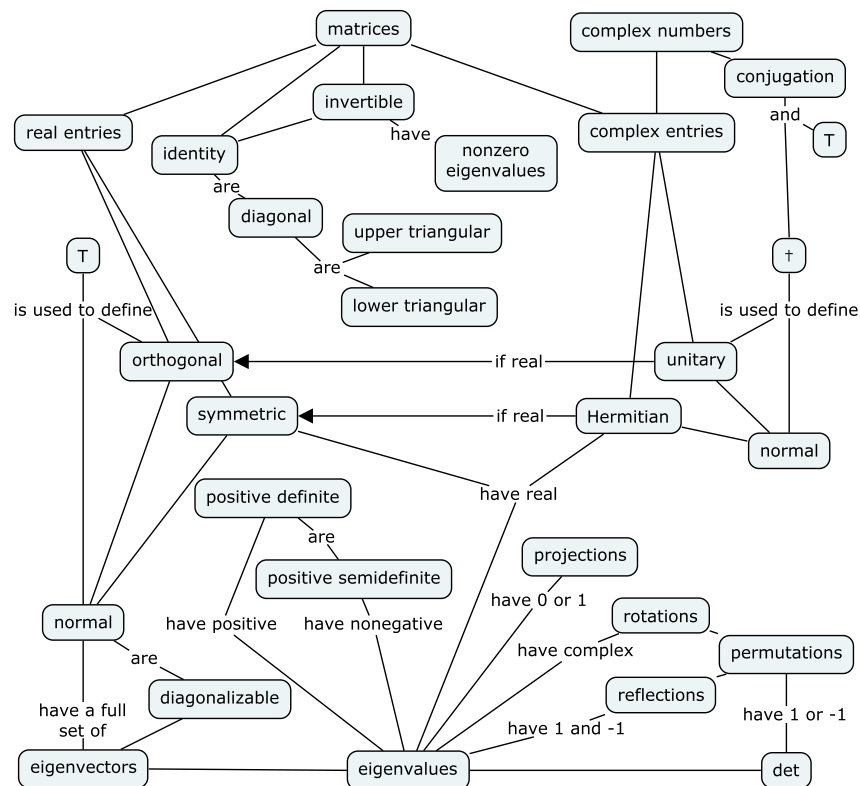 matrices
complex numbers
conjugation
and
T
invertible
real entries
complex entries
have
identity
nonzero
eigenvalues
are
diagonal
upper triangular
T
†
are
lower triangular
is used to define
is used to define
orthogonal
if real
unitary
symmetric
if real
Hermitian
normal
have real
positive definite
are
projections
positive semidefinite
have 0 or 1
normal
have positive
have nonegative
rotations
have complex
permutations
are
diagonalizable
reflections
have a full
set of
have 1 and -1
have 1 or -1
eigenvectors
eigenvalues
det